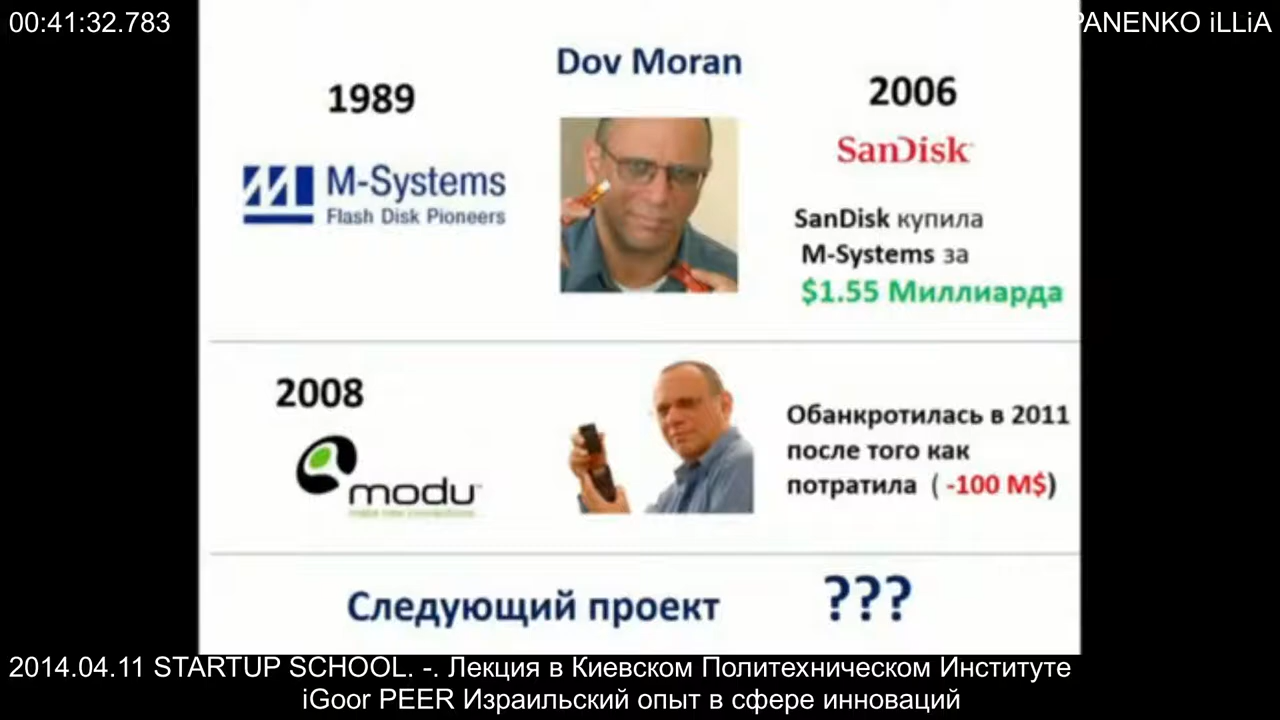 00:41:32.783
PANENKO iLLiA
Dov Moran
1989
2006
M-Systems
Flash Disk Pioneers
SanDisk
SanDisk купила
M-Systems за
$1.55 Миллиарда
2008
modu
Обанкротилась в 2011
после того как
потратила ( -100 M$)
Следующий проект ???
2014.04.11 STARTUP SCHOOL. -. Лекция в Киевском Политехническом Институте
iGoor PEER Израильский опыт в сфере инноваций